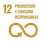 12 PRODUCCIÓN
Y CONSUMO
RESPONSABLES